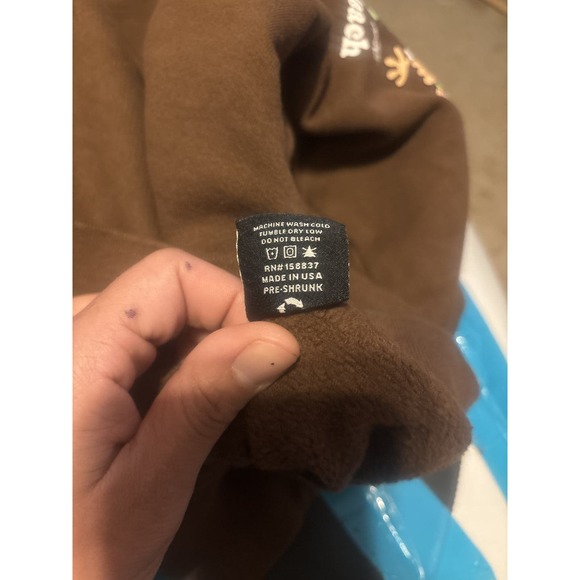 MACHINE WASH COLD
TUMBLE DRY LOW
DO NOT BLEACH
RN#158837
MADE IN USA
PRE-SHRUNK